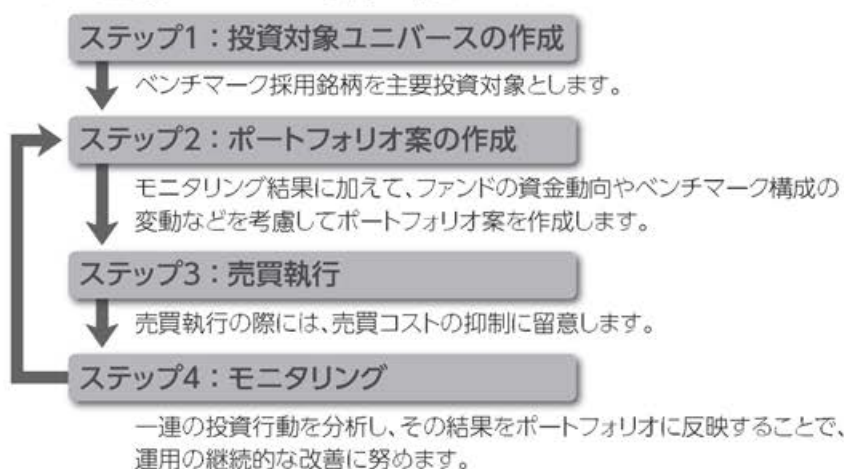 ステップ1：投資対象ユニバースの作成
ベンチマーク採用銘柄を主要投資対象とします。
ステップ2：ポートフォリオ案の作成
モニタリング結果に加えて、ファンドの資金動向やベンチマーク構成の
変動などを考慮してポートフォリオ案を作成します。
ステップ3：売買執行
売買執行の際には、売買コストの抑制に留意します。
ステップ4：モニタリング
一連の投資行動を分析し、その結果をポートフォリオに反映することで、
運用の継続的な改善に努めます。